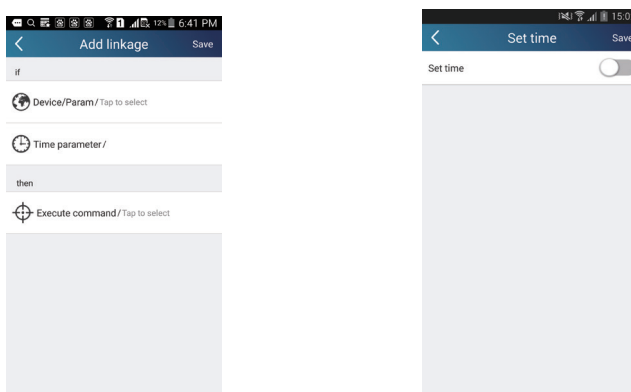 12% 6:41 PM
Add linkage Save
if
Device/Param/Tap to select
Time parameter/
then
Execute command/Tap to select
15:0
Set time Save
Set time